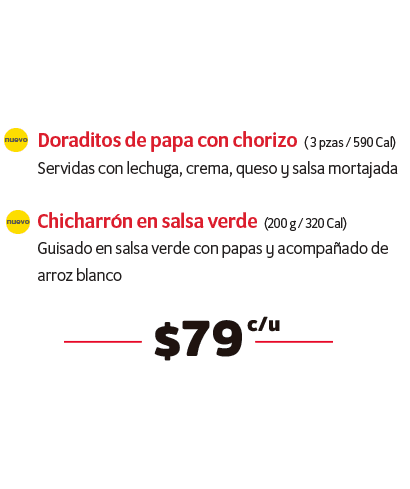 nuevo Doraditos de papa con chorizo (3 pzas / 590 Cal)
Servidas con lechuga, crema, queso y salsa mortajada
nuevo Chicharrón en salsa verde (200 g / 320 Cal)
Guisado en salsa verde con papas y acompañado de
arroz blanco
$79 c/u